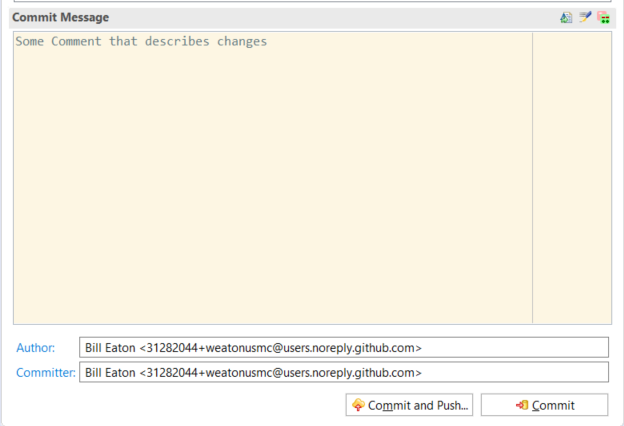 Commit Message
Some Comment that describes changes
Author: Bill Eaton <31282044+weatonusmc@users.noreply.github.com>
Committer: Bill Eaton <31282044+weatonusmc@users.noreply.github.com>
Commit and Push... Commit